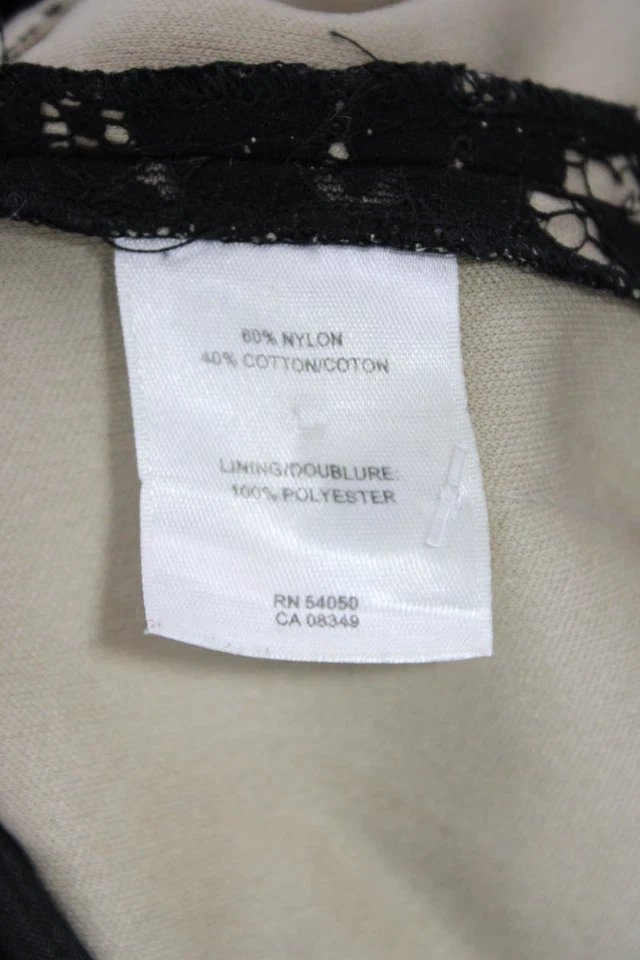 60% NYLON
40% COTTON/COTON
LINING/DOUBLURE:
100% POLYESTER
RN 54050
CA 08349